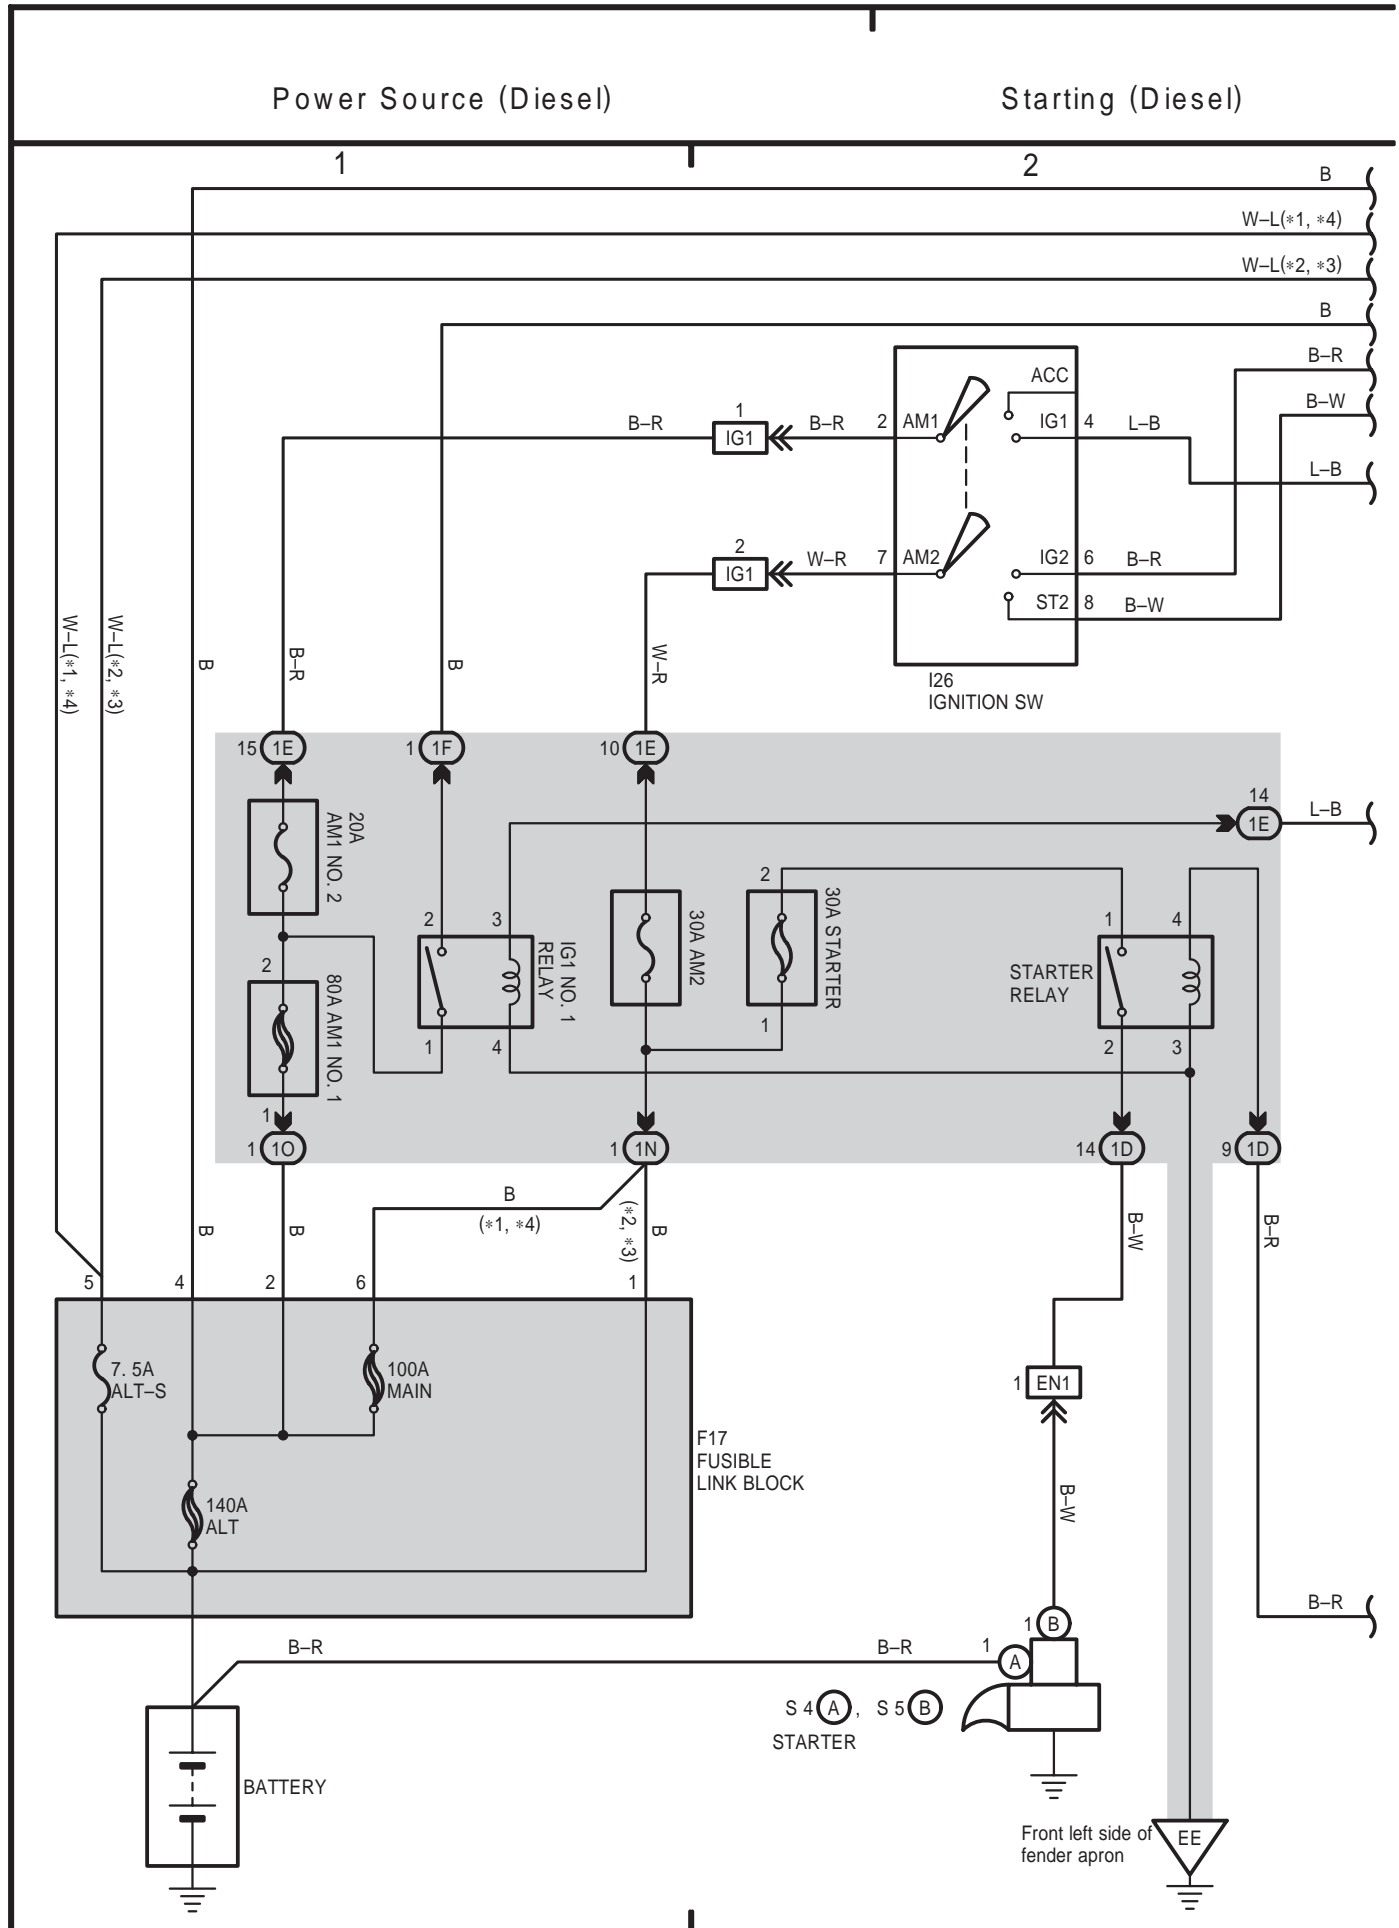 Power Source (Diesel)
Starting (Diesel)
1
2
B
W–L(*1, *4)
W–L(*2, *3)
B
B–R
B–W
L–B
ACC
B–R
1
IG1
B–R
2
AM1
IG1
4
L–B
2
IG1
W–R
7
AM2
IG2
6
B–R
ST2
8
B–W
I26
IGNITION SW
W–L(*1, *4)
W–L(*2, *3)
B
B–R
B
W–R
15
1E
1
1F
10
1E
14
1E
L–B
20A
AM1 NO. 2
2
80A AM1 NO. 1
1
2
3
IG1 NO. 1
RELAY
1
4
30A AM2
2
30A STARTER
1
1
4
STARTER
RELAY
2
3
1
1O
1
1N
14
1D
9
1D
B
(*1, *4)
B
(*2, *3)
B
B
B–W
B–R
5
4
2
6
1
7. 5A
ALT–S
100A
MAIN
140A
ALT
F17
FUSIBLE
LINK BLOCK
1
EN1
B–W
B–R
B–R
B–R
1
A
1
B
S 4 A , S 5 B
STARTER
BATTERY
Front left side of
fender apron
EE